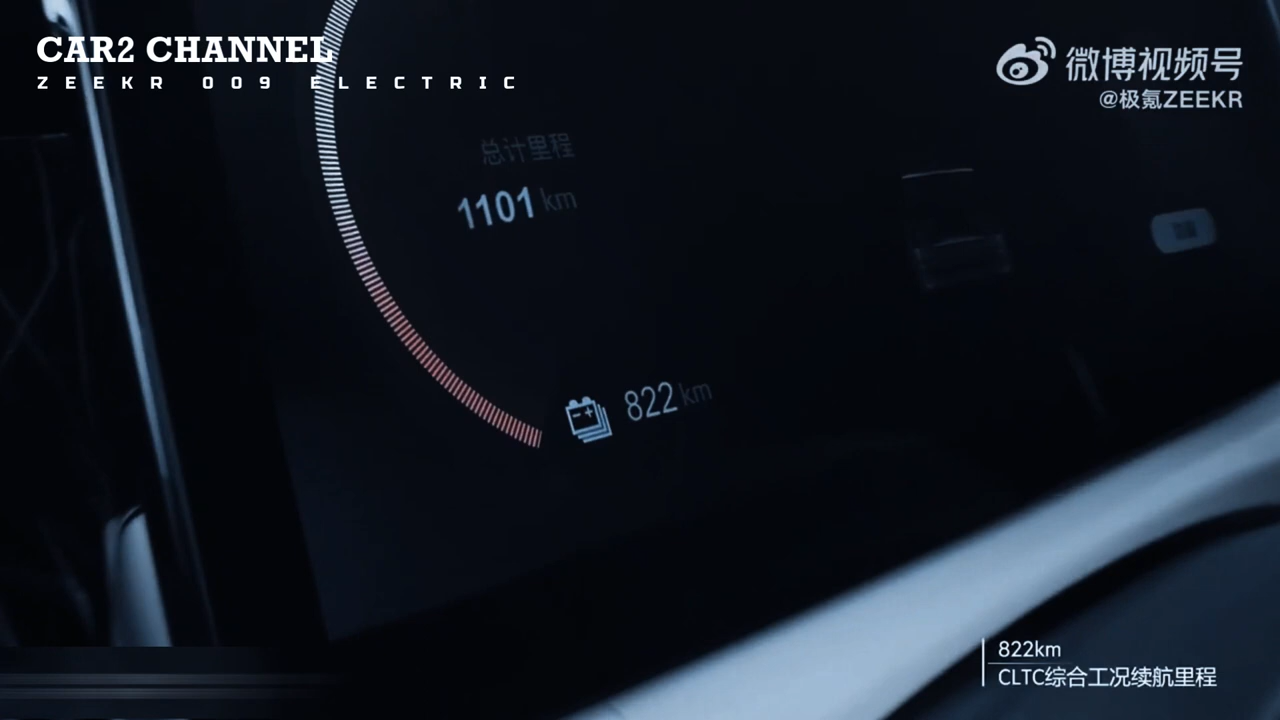 CAR2 CHANNEL
ZEEKR 009 ELECTRIC
微博视频号
@极氪ZEEKR
总计里程
1101 km
822 km
822km
CLTC综合工况续航里程